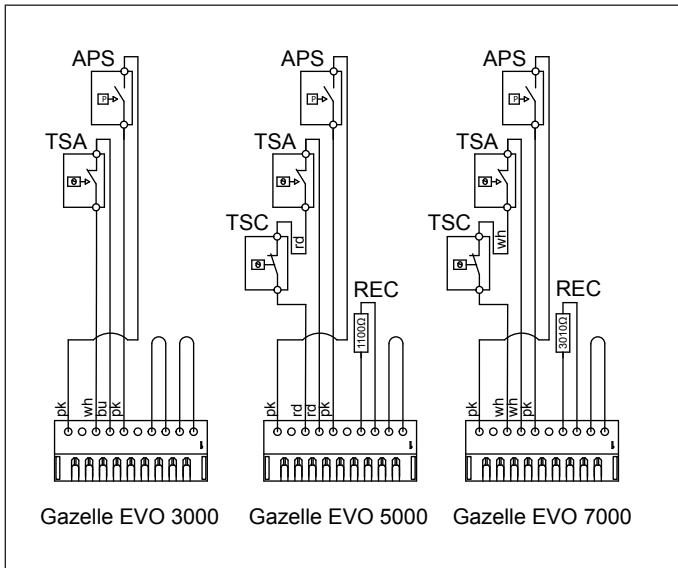 APS
P
TSA
θ
pk
wh
bu
pk
1
Gazelle EVO 3000
APS
P
TSA
θ
TSC
θ
rd
REC
1100Ω
pk
rd
rd
pk
1
Gazelle EVO 5000
APS
P
TSA
θ
TSC
θ
wh
REC
3010Ω
pk
wh
wh
pk
1
Gazelle EVO 7000